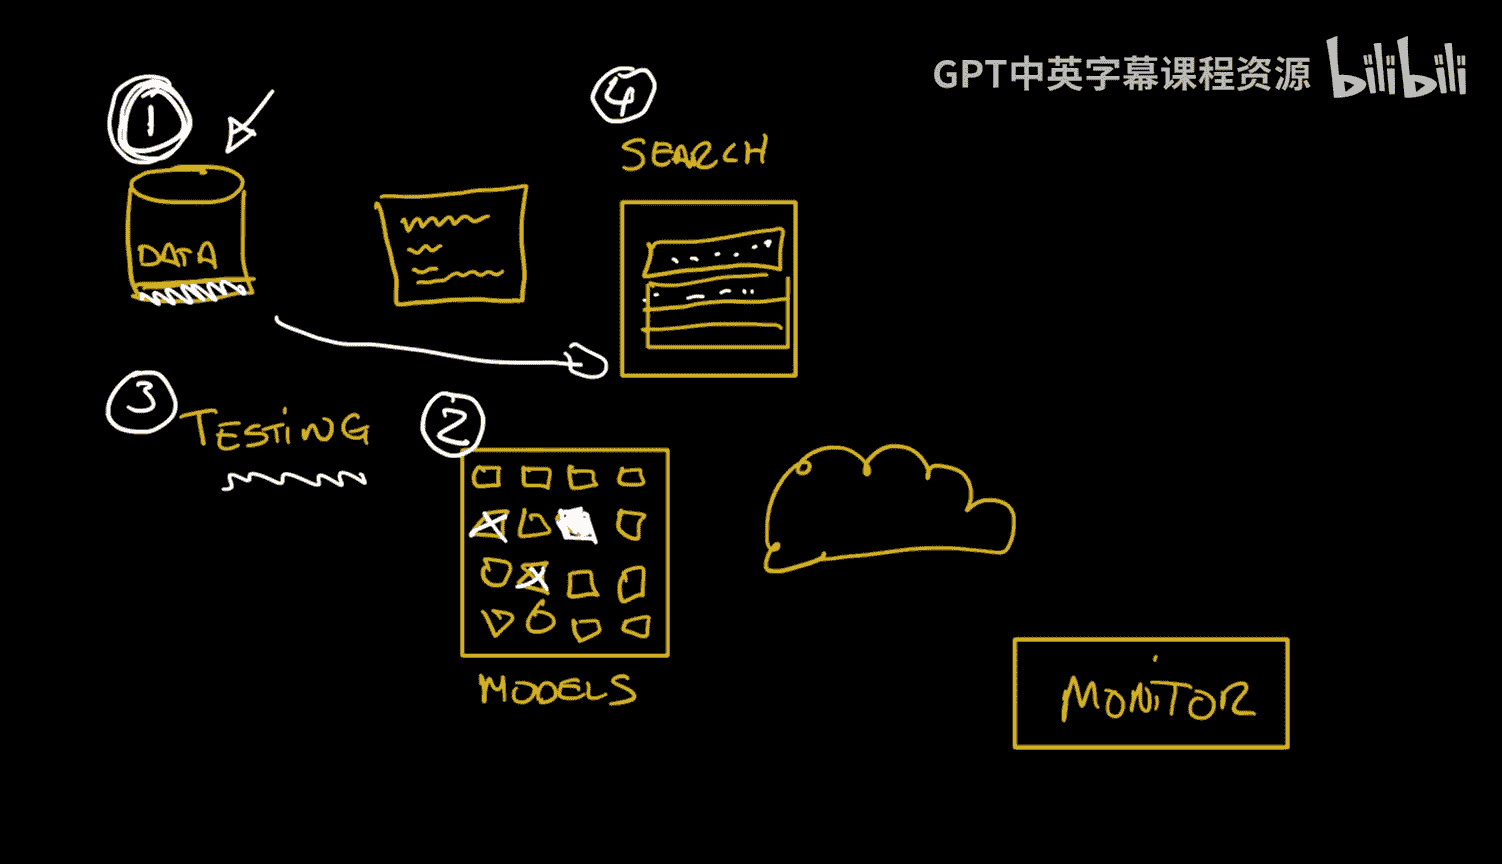 GPT中英字幕课程资源 bilibili
1
4
SEARCH
DATA
3
TESTING
2
MODELS
MONITOR